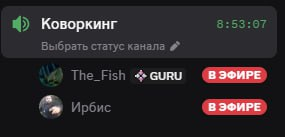 Коворкинг 8:53:07
Выбрать статус канала
The_Fish GURU В ЭФИРЕ
Ирбис В ЭФИРЕ